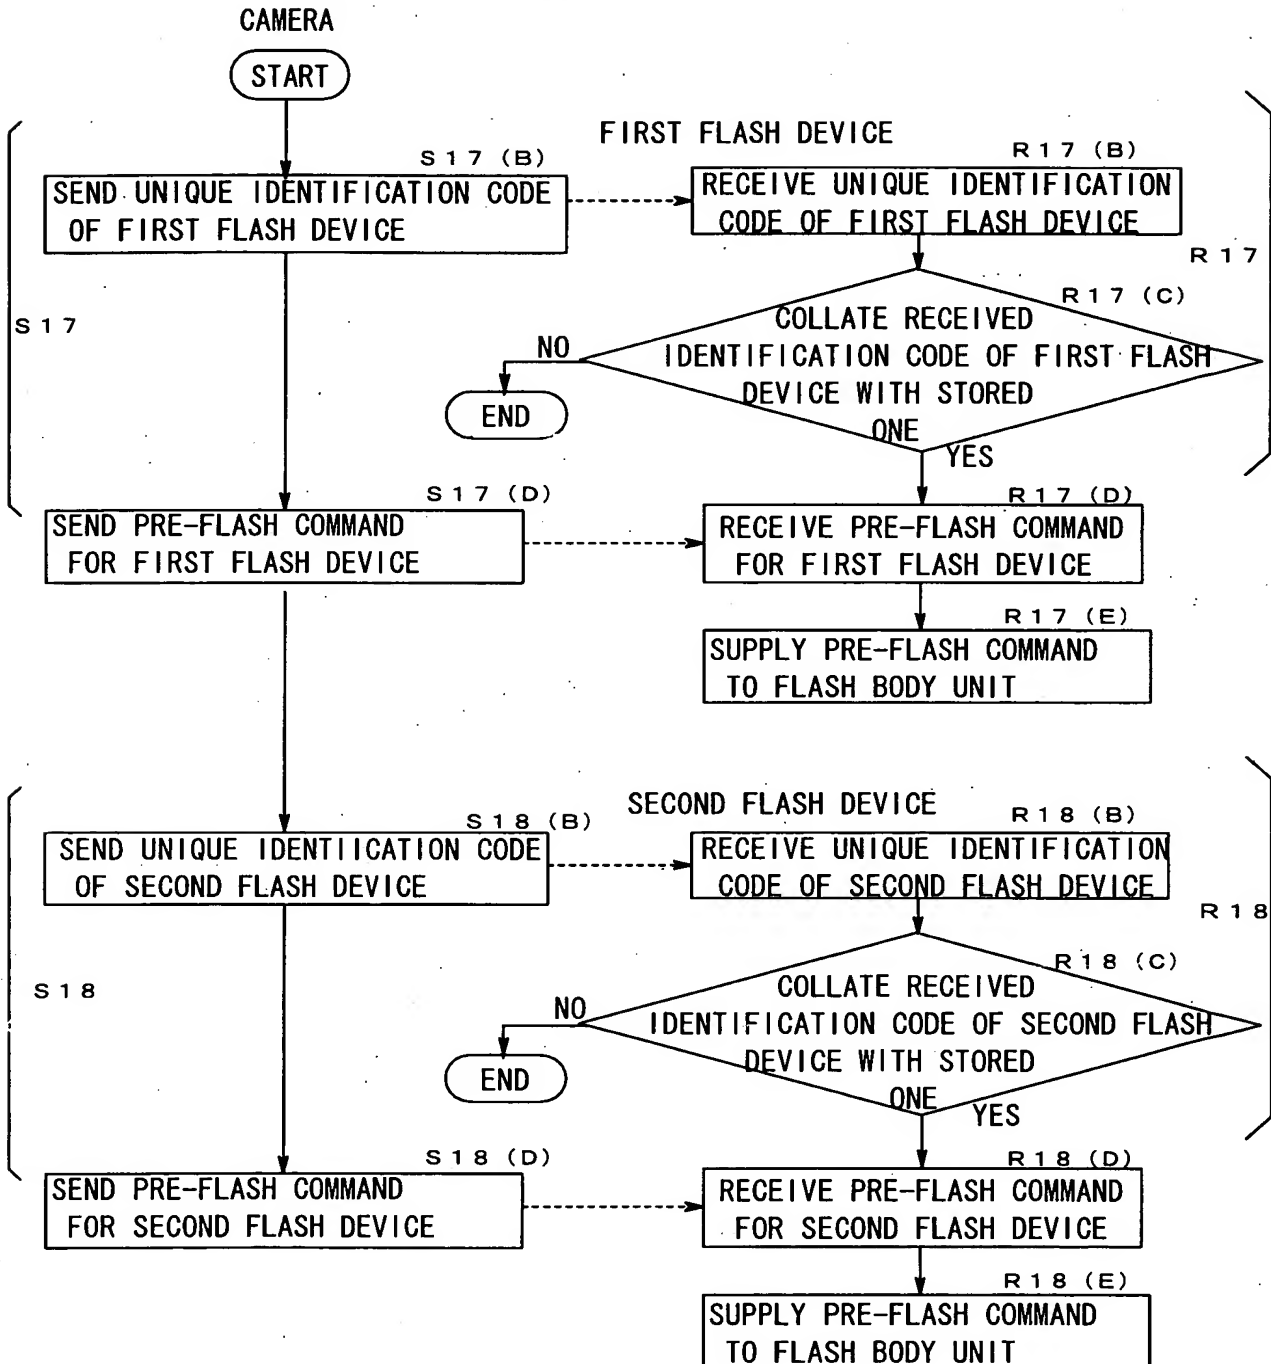 CAMERA
START
FIRST FLASH DEVICE
S17 (B)
SEND UNIQUE IDENTIFICATION CODE
OF FIRST FLASH DEVICE
R17 (B)
RECEIVE UNIQUE IDENTIFICATION
CODE OF FIRST FLASH DEVICE
R17
S17
R17 (C)
COLLATE RECEIVED
IDENTIFICATION CODE OF FIRST FLASH
DEVICE WITH STORED
ONE
NO
END
YES
S17 (D)
SEND PRE-FLASH COMMAND
FOR FIRST FLASH DEVICE
R17 (D)
RECEIVE PRE-FLASH COMMAND
FOR FIRST FLASH DEVICE
R17 (E)
SUPPLY PRE-FLASH COMMAND
TO FLASH BODY UNIT
SECOND FLASH DEVICE
S18 (B)
SEND UNIQUE IDENTIICATION CODE
OF SECOND FLASH DEVICE
R18 (B)
RECEIVE UNIQUE IDENTIFICATION
CODE OF SECOND FLASH DEVICE
R18
S18
R18 (C)
COLLATE RECEIVED
IDENTIFICATION CODE OF SECOND FLASH
DEVICE WITH STORED
ONE
NO
END
YES
S18 (D)
SEND PRE-FLASH COMMAND
FOR SECOND FLASH DEVICE
R18 (D)
RECEIVE PRE-FLASH COMMAND
FOR SECOND FLASH DEVICE
R18 (E)
SUPPLY PRE-FLASH COMMAND
TO FLASH BODY UNIT